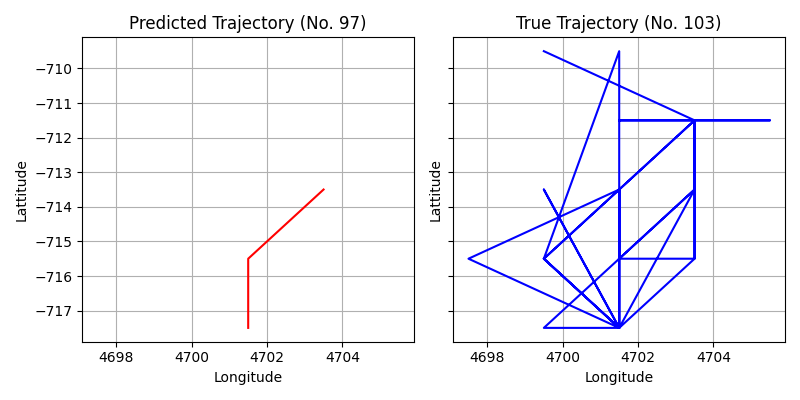 Predicted Trajectory (No. 97)
True Trajectory (No. 103)
−710
−711
−712
−713
−714
−715
−716
−717
Lattitude
Lattitude
4698 4700 4702 4704
4698 4700 4702 4704
Longitude
Longitude